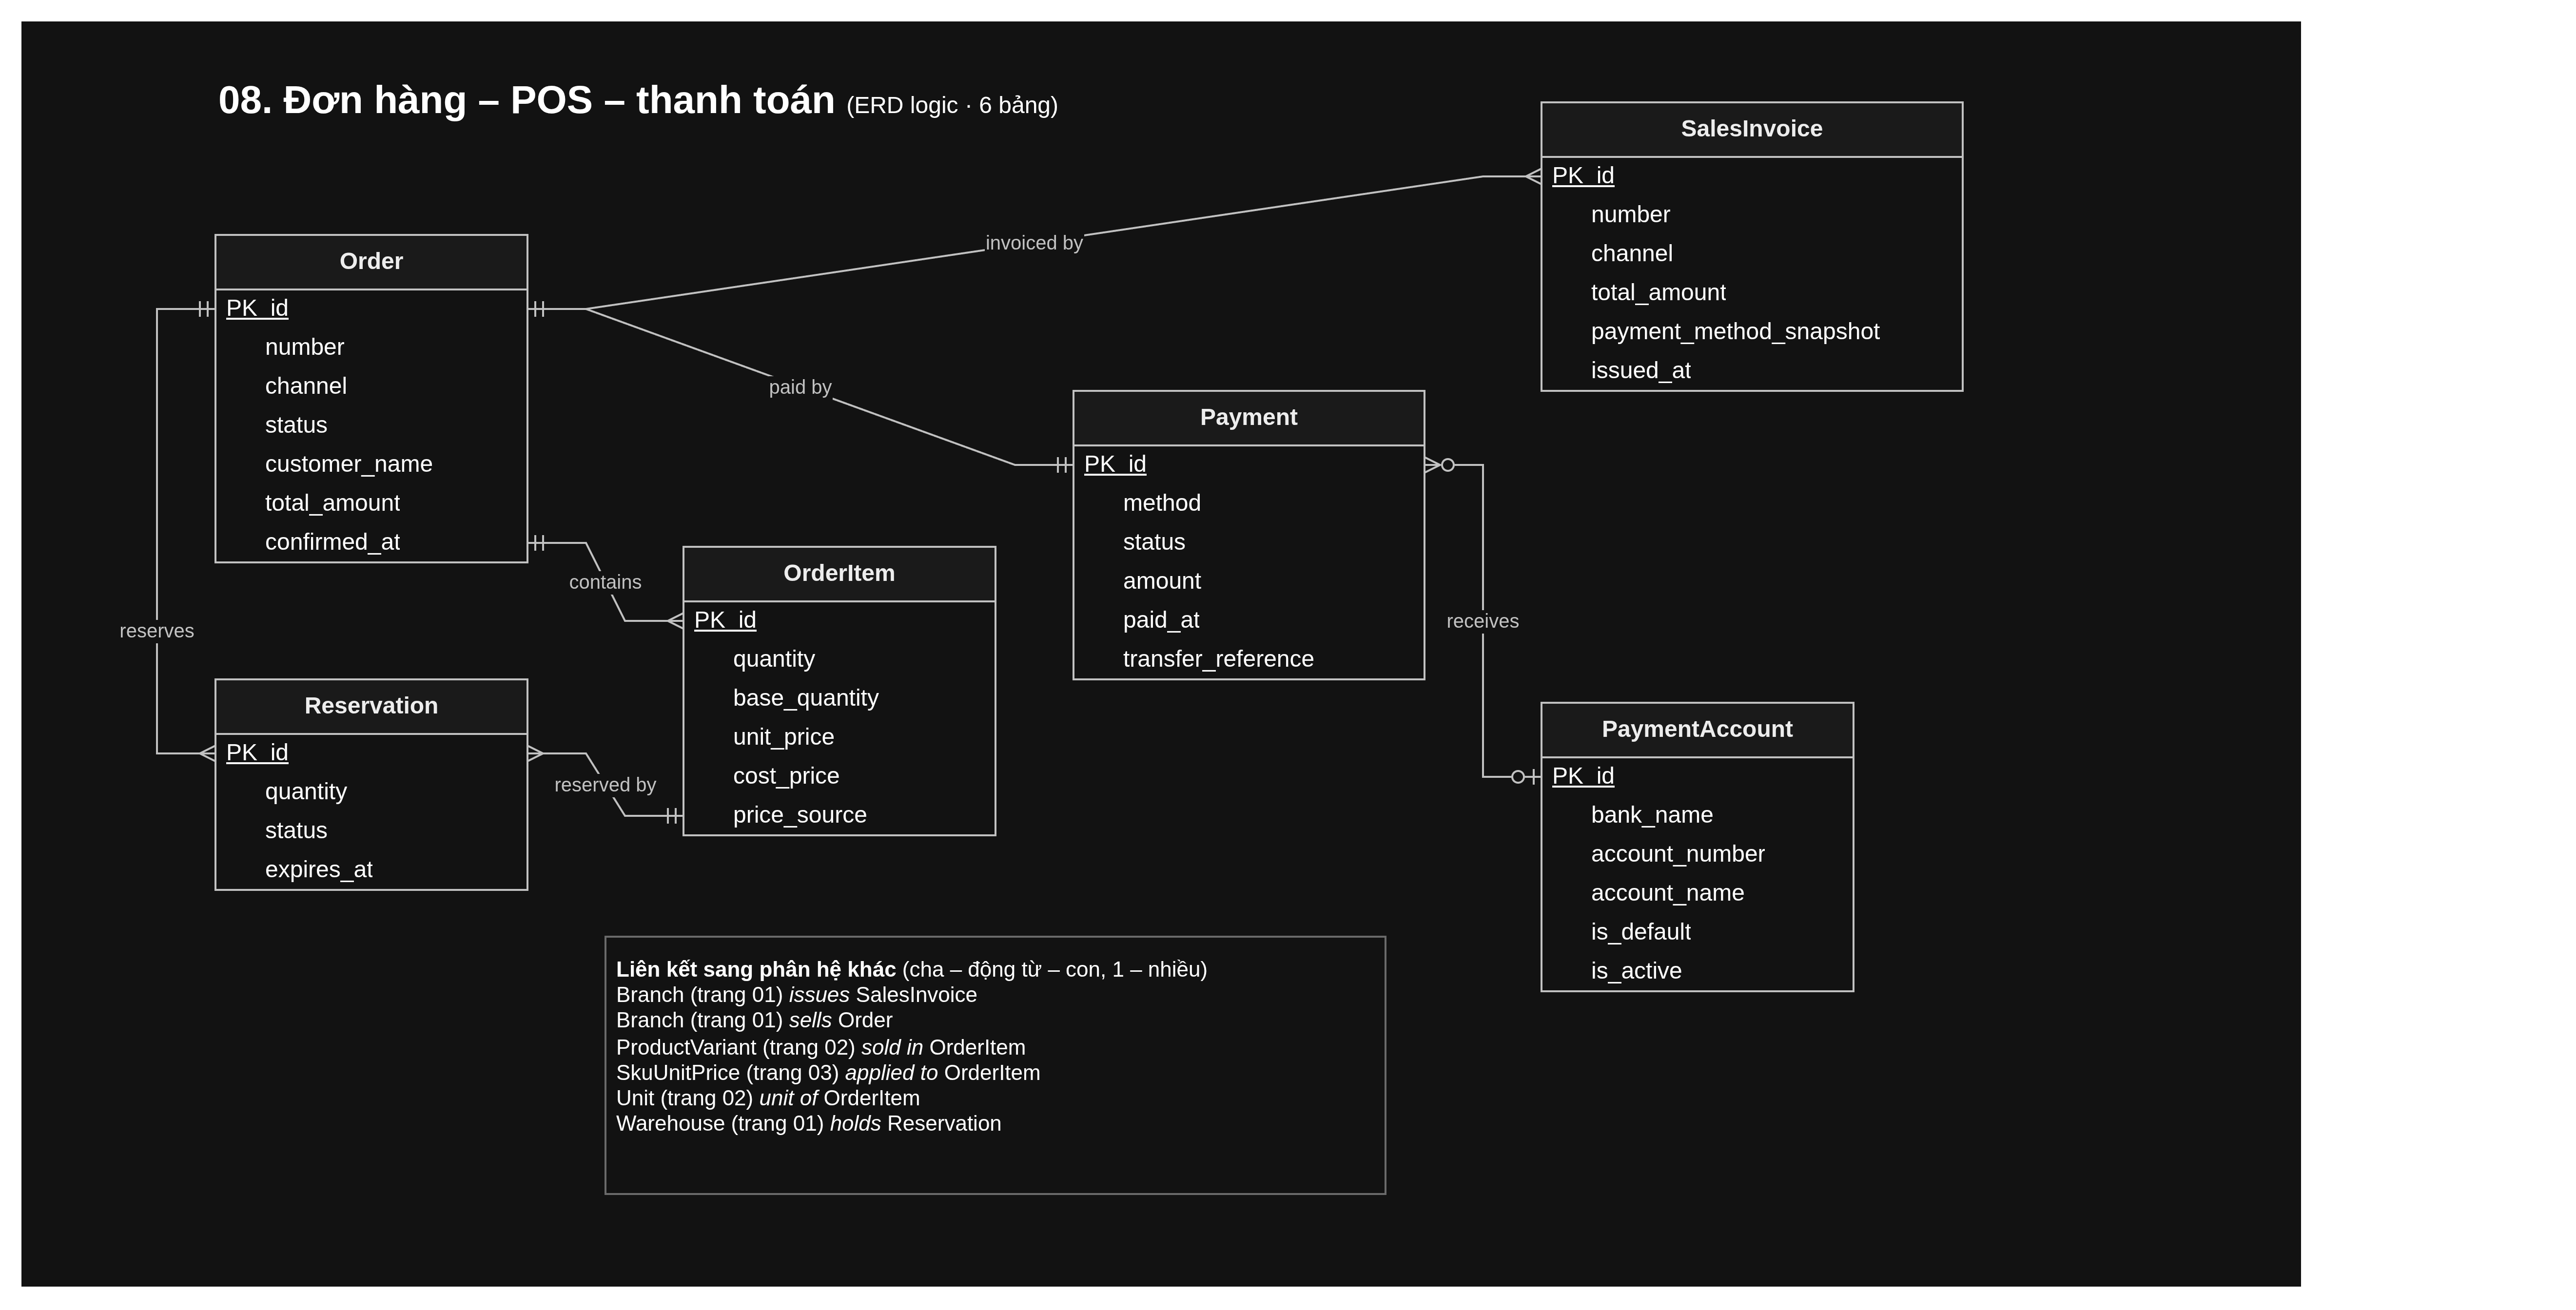 08. Đơn hàng – POS – thanh toán (ERD logic · 6 bảng)
SalesInvoice
PK id
number
channel
total_amount
payment_method_snapshot
issued_at
invoiced by
Order
PK id
number
channel
status
customer_name
total_amount
confirmed_at
paid by
Payment
PK id
method
status
amount
paid_at
transfer_reference
contains
OrderItem
PK id
quantity
base_quantity
unit_price
cost_price
price_source
reserves
receives
Reservation
PK id
quantity
status
expires_at
reserved by
PaymentAccount
PK id
bank_name
account_number
account_name
is_default
is_active
Liên kết sang phân hệ khác (cha – động từ – con, 1 – nhiều)
Branch (trang 01) issues SalesInvoice
Branch (trang 01) sells Order
ProductVariant (trang 02) sold in OrderItem
SkuUnitPrice (trang 03) applied to OrderItem
Unit (trang 02) unit of OrderItem
Warehouse (trang 01) holds Reservation